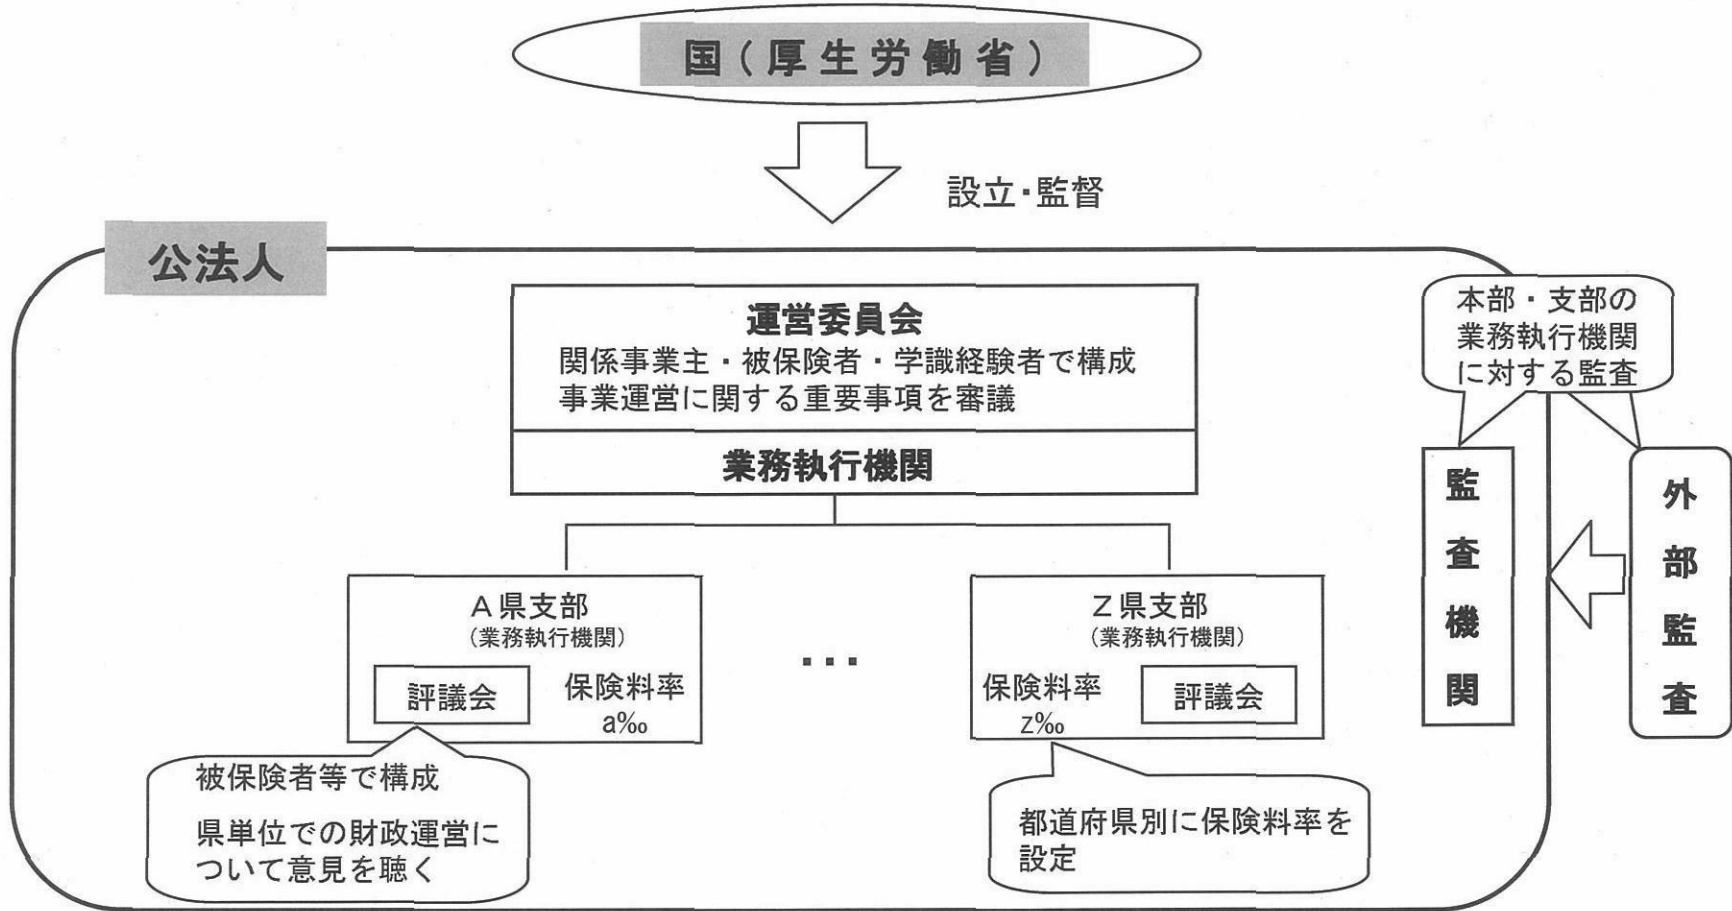 国(厚生労働省)
設立・監督
公法人
運営委員会
関係事業主・被保険者・学識経験者で構成
事業運営に関する重要事項を審議
業務執行機関
本部・支部の
業務執行機関
に対する監査
監査機関
外部監査
A県支部
(業務執行機関)
評議会
保険料率
a‰
・・・
Z県支部
(業務執行機関)
保険料率
z‰
評議会
被保険者等で構成
県単位での財政運営に
ついて意見を聴く
都道府県別に保険料率を
設定